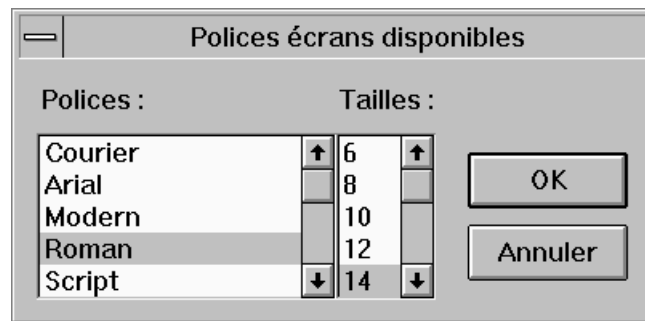 Polices écrans disponibles
Polices :
Tailles :
Courier
Arial
Modern
Roman
Script
6
8
10
12
14
OK
Annuler